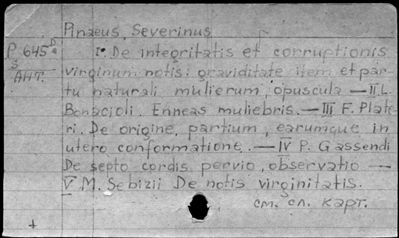 Pinaeus, Severinus
P 645 D a
S
АНТ.
I. De integritatis et corruptionis
virginum notis: graviditate item et par-
tu naturali mulierum, opuscula — II L.
Bonacioli. Enneas muliebris. — III F. Plate-
ri. De origine, partium, earumque in
utero conformatione. — IV P. Gassendi
De septo cordis pervio, observatio —
V M. Sebizii De notis virginitatis.
см. сл. карт.